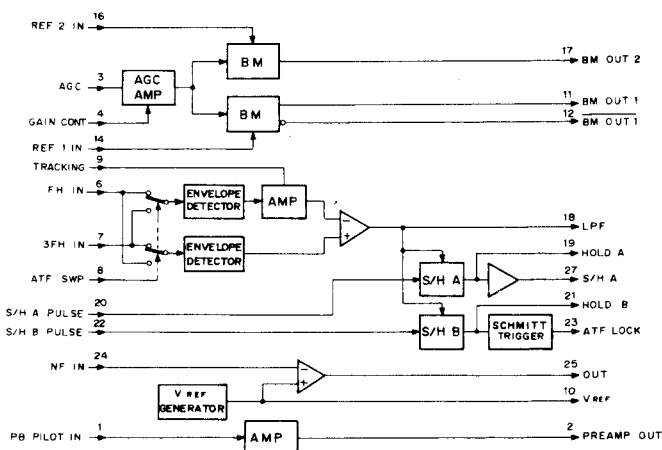 16
REF 2 IN
BM
17
BM OUT 2
3
AGC
AGC
AMP
4
GAIN CONT
BM
11
BM OUT 1
12
BM OUT 1
14
REF 1 IN
9
TRACKING
6
FH IN
ENVELOPE
DETECTOR
AMP
−
+
18
LPF
7
3FH IN
ENVELOPE
DETECTOR
19
HOLD A
8
ATF SWP
S/H A
27
S/H A
20
S/H A PULSE
21
HOLD B
22
S/H B PULSE
S/H B
SCHMITT
TRIGGER
23
ATF LOCK
24
NF IN
−
+
25
OUT
V REF
GENERATOR
10
VREF
1
PB PILOT IN
AMP
2
PREAMP OUT